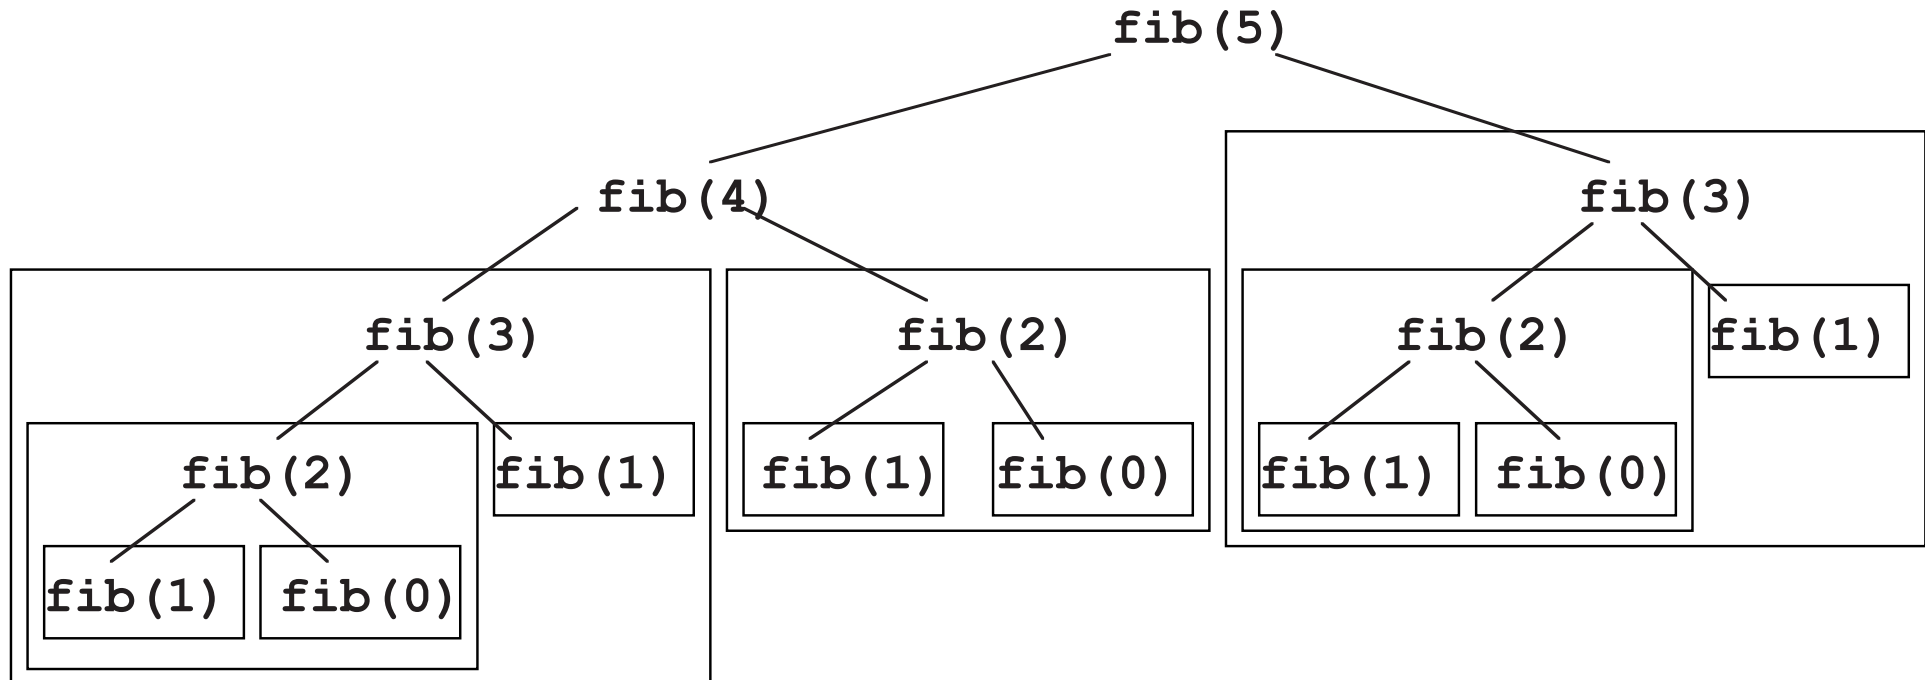 fib(5)
fib(4) fib(3)
fib(3) fib(2) fib(2) fib(1)
fib(2) fib(1) fib(1) fib(0) fib(1) fib(0)
fib(1) fib(0)